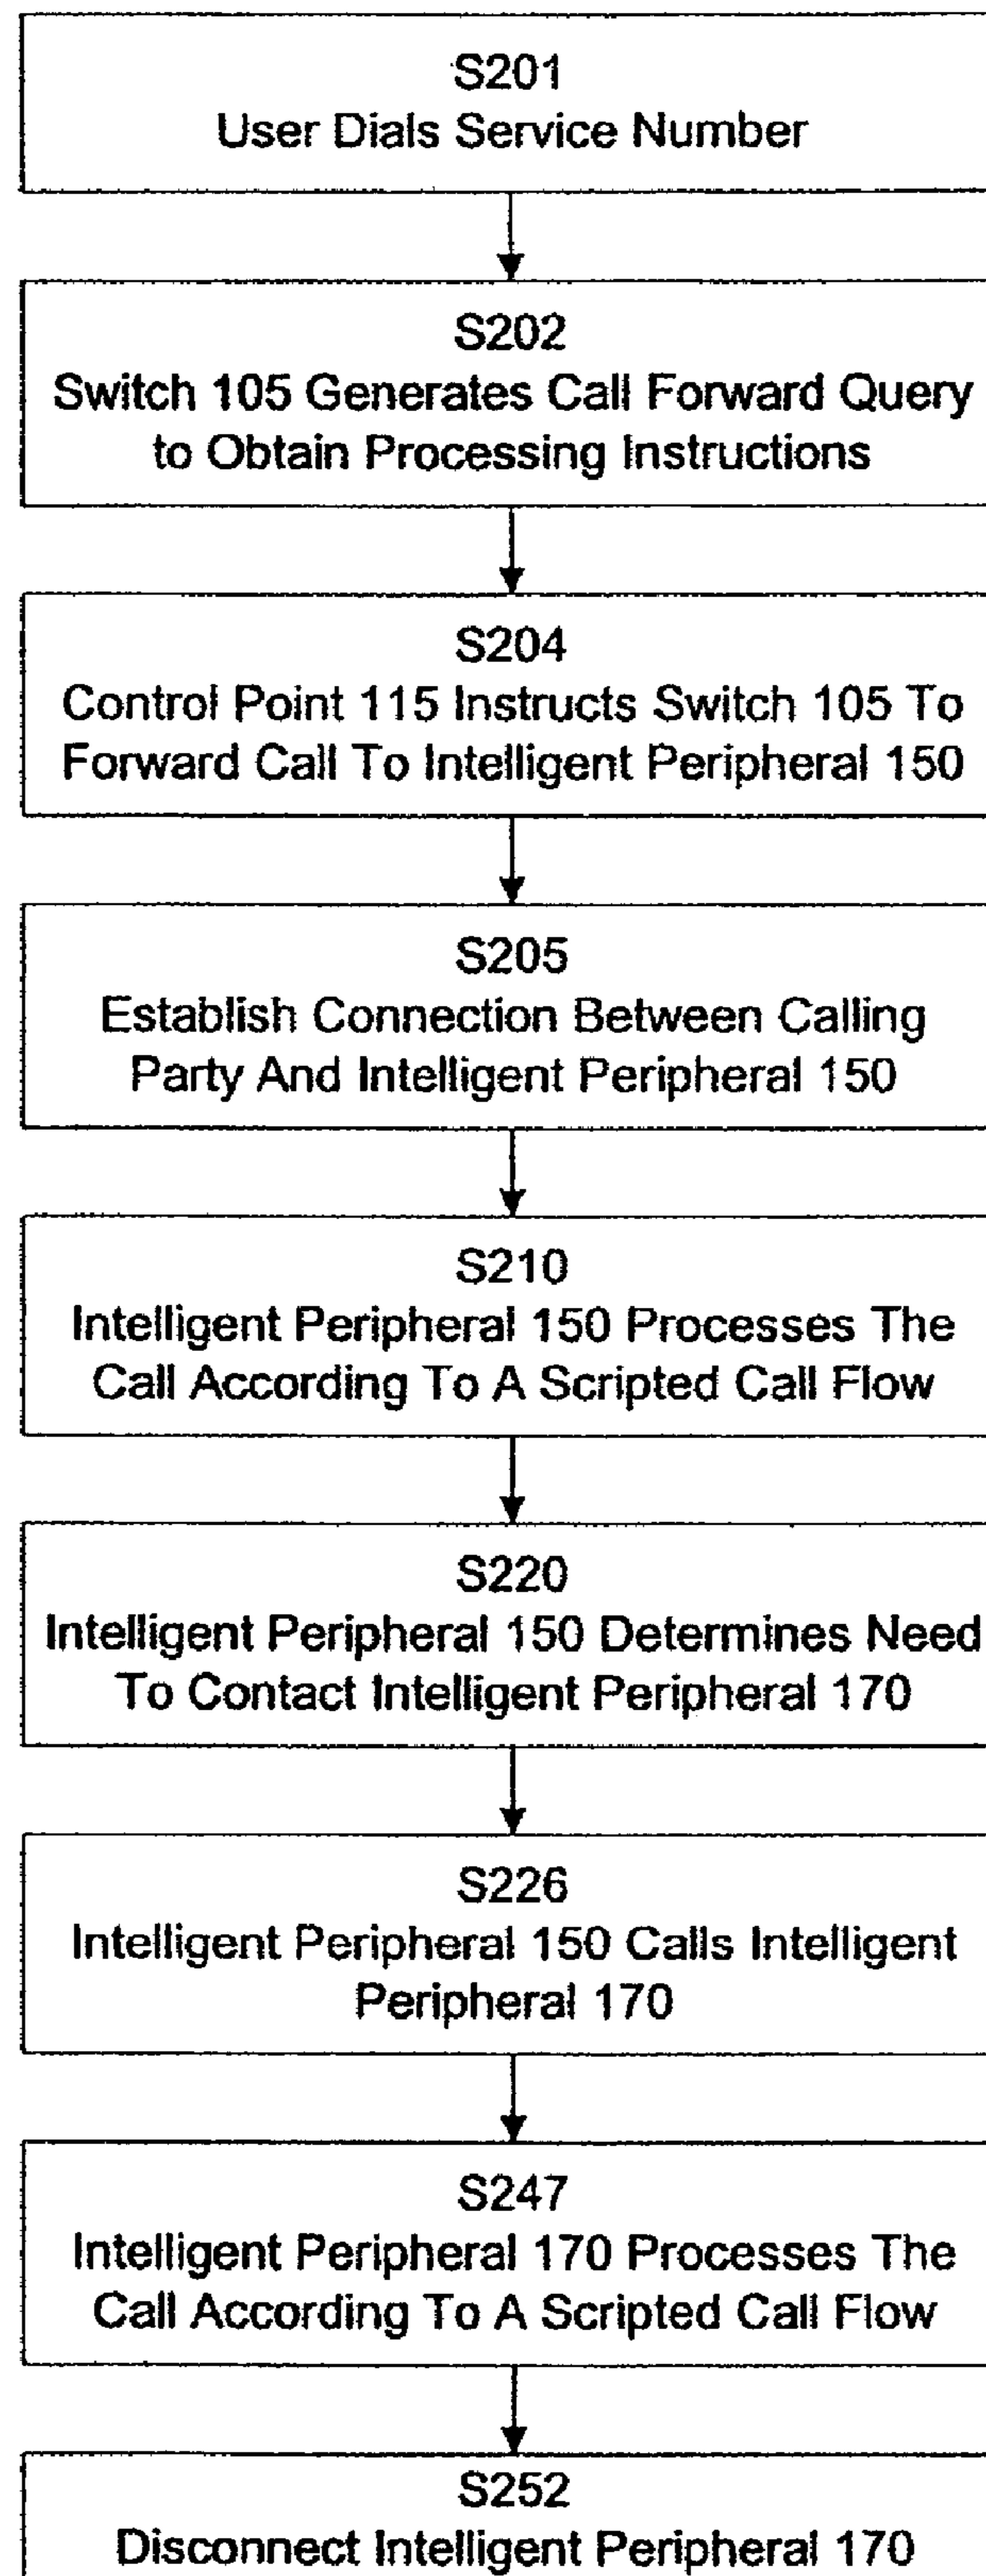 S201
User Dials Service Number
S202
Switch 105 Generates Call Forward Query
to Obtain Processing Instructions
S204
Control Point 115 Instructs Switch 105 To
Forward Call To Intelligent Peripheral 150
S205
Establish Connection Between Calling
Party And Intelligent Peripheral 150
S210
Intelligent Peripheral 150 Processes The
Call According To A Scripted Call Flow
S220
Intelligent Peripheral 150 Determines Need
To Contact Intelligent Peripheral 170
S226
Intelligent Peripheral 150 Calls Intelligent
Peripheral 170
S247
Intelligent Peripheral 170 Processes The
Call According To A Scripted Call Flow
S252
Disconnect Intelligent Peripheral 170